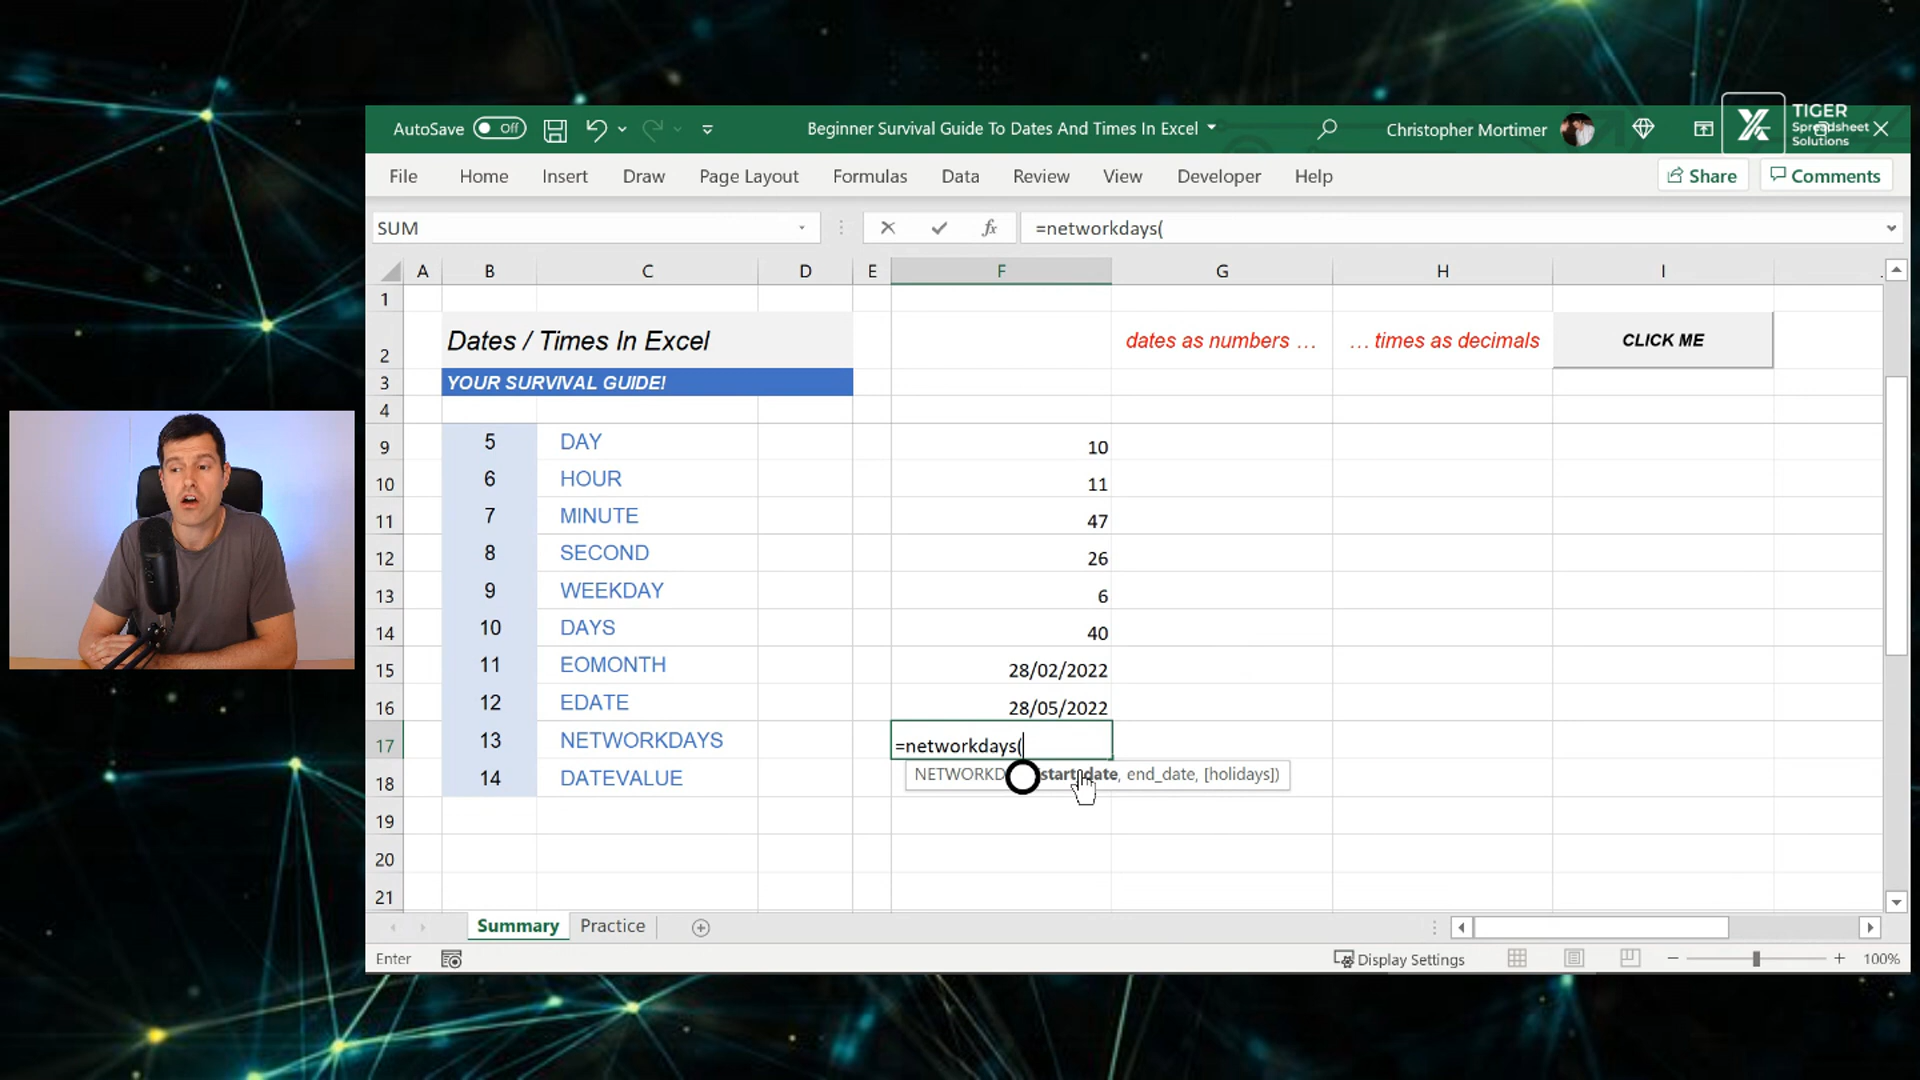 AutoSave Off
Beginner Survival Guide To Dates And Times In Excel
Christopher Mortimer
TIGER
Spreadsheet
Solutions
File Home Insert Draw Page Layout Formulas Data Review View Developer Help Share Comments
SUM fx =networkdays(
A B C D E F G H I
1
2 Dates / Times In Excel dates as numbers ... ... times as decimals CLICK ME
3 YOUR SURVIVAL GUIDE!
4
9 5 DAY 10
10 6 HOUR 11
11 7 MINUTE 47
12 8 SECOND 26
13 9 WEEKDAY 6
14 10 DAYS 40
15 11 EOMONTH 28/02/2022
16 12 EDATE 28/05/2022
17 13 NETWORKDAYS =networkdays(
18 14 DATEVALUE
end_date, [holidays])
19
20
21
Summary Practice
Enter Display Settings 100%